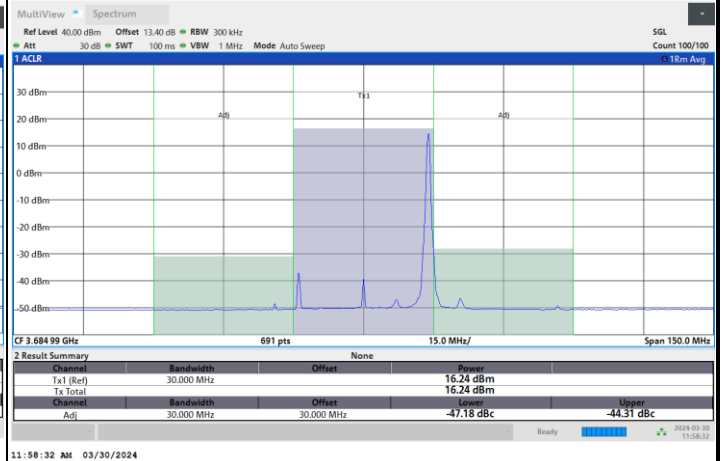 MultiView Spectrum
Ref Level 40.00 dBm Offset 13.40 dB RBW 300 kHz SGL
Att 30 dB SWT 100 ms VBW 1 MHz Mode Auto Sweep Count 100/100
1 ACLR 1Rm Avg
Tx1
Adj Adj
30 dBm
20 dBm
10 dBm
0 dBm
-10 dBm
-20 dBm
-30 dBm
-40 dBm
-50 dBm
CF 3.684 99 GHz 691 pts 15.0 MHz/ Span 150.0 MHz
2 Result Summary None
Channel Bandwidth Offset Power
Tx1 (Ref) 30.000 MHz 16.24 dBm
Tx Total 16.24 dBm
Channel Bandwidth Offset Lower Upper
Adj 30.000 MHz 30.000 MHz -47.18 dBc -44.31 dBc
Ready 2024-03-30
11:58:32
11:58:32 AM 03/30/2024